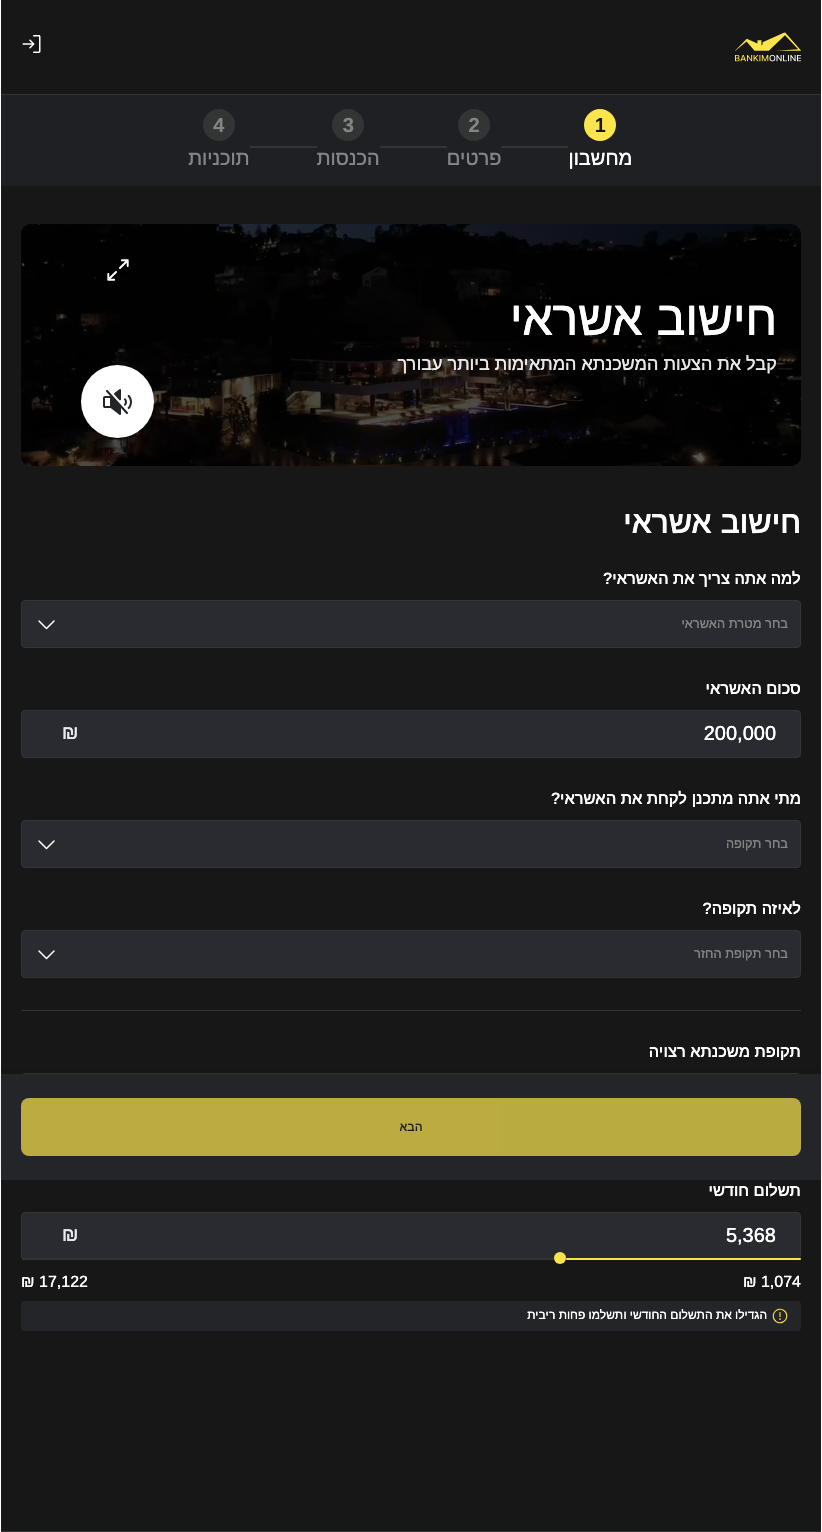 BANKIMONLINE
1
מחשבון
2
פרטים
3
הכנסות
4
תוכניות
חישוב אשראי
קבל את הצעות המשכנתא המתאימות ביותר עבורך
חישוב אשראי
למה אתה צריך את האשראי?
בחר מטרת האשראי
סכום האשראי
200,000 ₪
מתי אתה מתכנן לקחת את האשראי?
בחר תקופה
לאיזה תקופה?
בחר תקופת החזר
תקופת משכנתא רצויה
הבא
תשלום חודשי
5,368 ₪
1,074 ₪
17,122 ₪
הגדילו את התשלום החודשי ותשלמו פחות ריבית